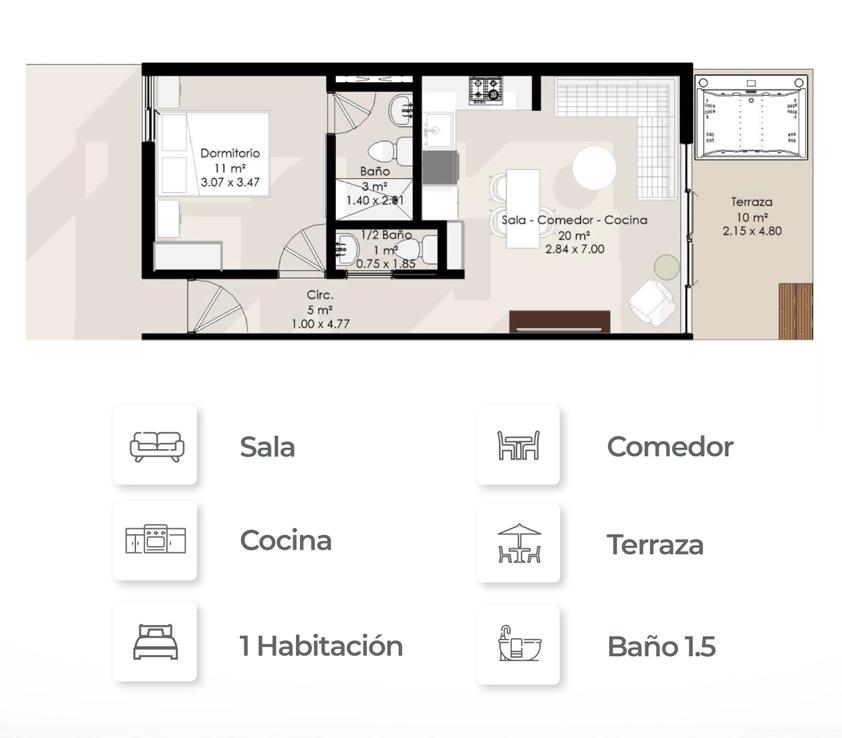 Dormitorio
11 m²
3.07 x 3.47
Baño
3 m²
1.40 x 2.31
1/2 Baño
1 m²
0.75 x 1.85
Circ.
5 m²
1.00 x 4.77
Sala - Comedor - Cocina
20 m²
2.84 x 7.00
Terraza
10 m²
2.15 x 4.80
Sala
Comedor
Cocina
Terraza
1 Habitación
Baño 1.5